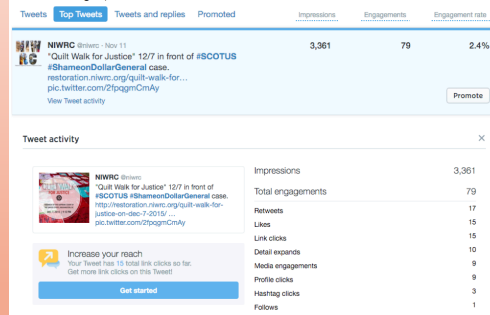 Tweets Top Tweets Tweets and replies Promoted Impressions Engagements Engagement rate
NIWRC @niwrc · Nov 11 3,361 79 2.4%
"Quilt Walk for Justice" 12/7 in front of #SCOTUS
#ShameonDollarGeneral case.
restoration.niwrc.org/quilt-walk-for…
pic.twitter.com/2fpqgmCmAy
View Tweet activity
Promote
Tweet activity
NIWRC @niwrc
"Quilt Walk for Justice" 12/7 in front of
#SCOTUS #ShameonDollarGeneral case.
http://restoration.niwrc.org/quilt-walk-for-
justice-on-dec-7-2015/ …
pic.twitter.com/2fpqgmCmAy
Increase your reach
Your Tweet has 15 total link clicks so far.
Get more link clicks on this Tweet!
Get started
Impressions 3,361
Total engagements 79
Retweets 17
Likes 15
Link clicks 15
Detail expands 10
Media engagements 9
Profile clicks 9
Hashtag clicks 3
Follows 1